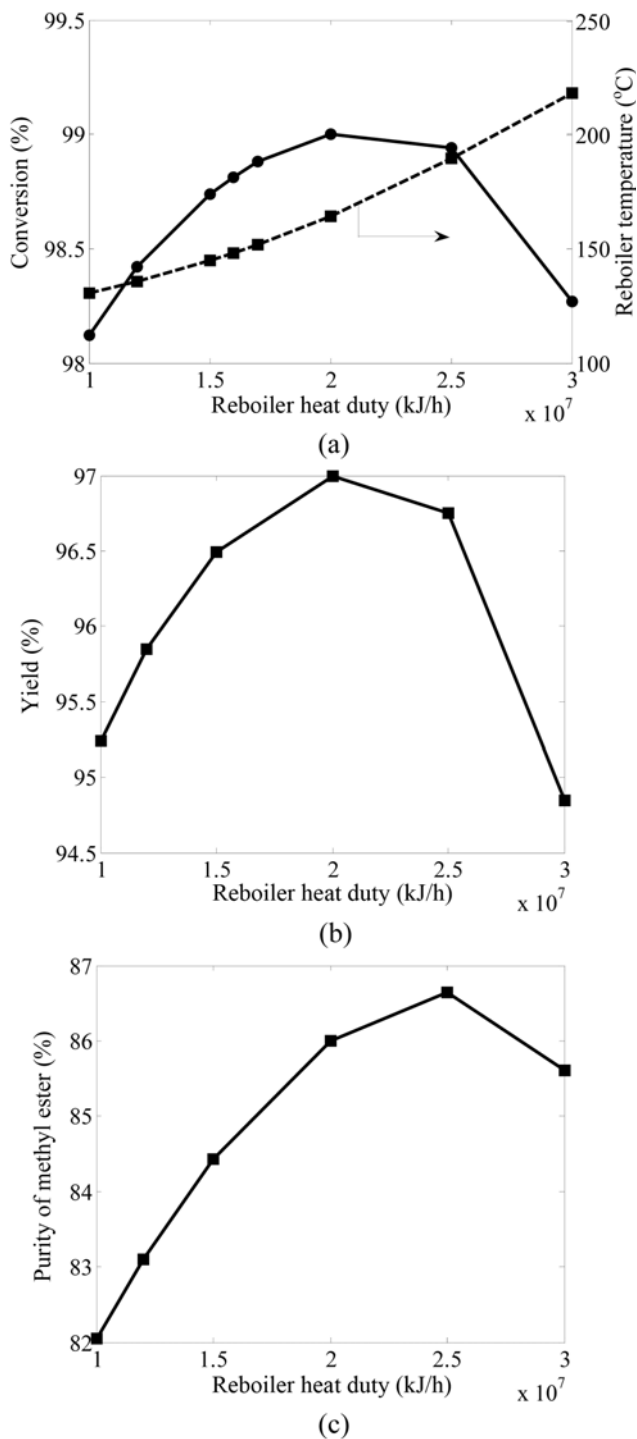 99.5
99
98.5
98
Conversion (%)
250
200
150
100
Reboiler temperature (ºC)
1
1.5
2
2.5
3
Reboiler heat duty (kJ/h)
x 10⁷
(a)
97
96.5
96
95.5
95
94.5
Yield (%)
1
1.5
2
2.5
3
Reboiler heat duty (kJ/h)
x 10⁷
(b)
87
86
85
84
83
82
Purity of methyl ester (%)
1
1.5
2
2.5
3
Reboiler heat duty (kJ/h)
x 10⁷
(c)